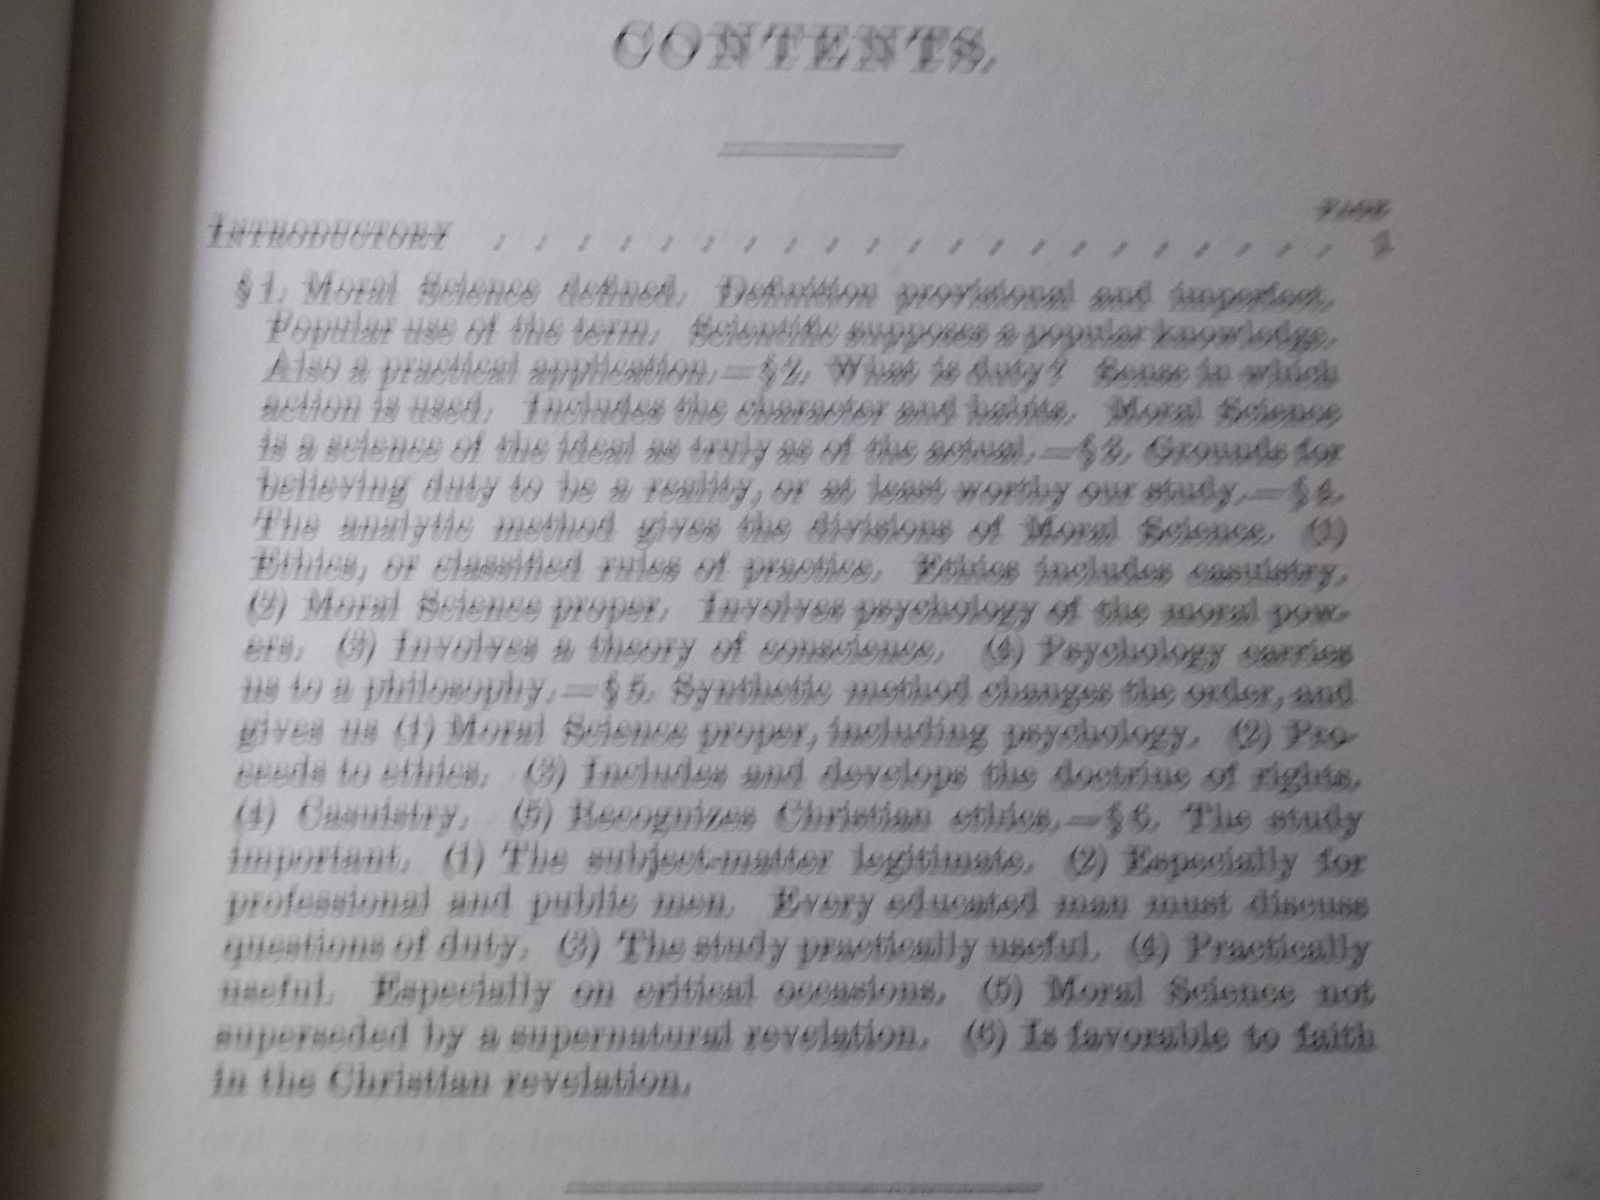 CONTENTS.
PAGE
INTRODUCTORY . . . . . . . . . . . . . . . . . . . . . 1
§ 1. Moral Science defined. Definition provisional and imperfect.
Popular use of the term. Scientific supposes a popular knowledge.
Also a practical application.—§ 2. What is duty? Sense in which
action is used. Includes the character and habits. Moral Science
is a science of the ideal as truly as of the actual.—§ 3. Grounds for
believing duty to be a reality, or at least worthy our study.—§ 4.
The analytic method gives the divisions of Moral Science. (1)
Ethics, or classified rules of practice. Ethics includes casuistry.
(2) Moral Science proper. Involves psychology of the moral pow-
ers. (3) Involves a theory of conscience. (4) Psychology carries
us to a philosophy.—§ 5. Synthetic method changes the order, and
gives us (1) Moral Science proper, including psychology. (2) Pro-
ceeds to ethics. (3) Includes and develops the doctrine of rights.
(4) Casuistry. (5) Recognizes Christian ethics.—§ 6. The study
important. (1) The subject-matter legitimate. (2) Especially for
professional and public men. Every educated man must discuss
questions of duty. (3) The study practically useful. (4) Practically
useful. Especially on critical occasions. (5) Moral Science not
superseded by a supernatural revelation. (6) Is favorable to faith
in the Christian revelation.